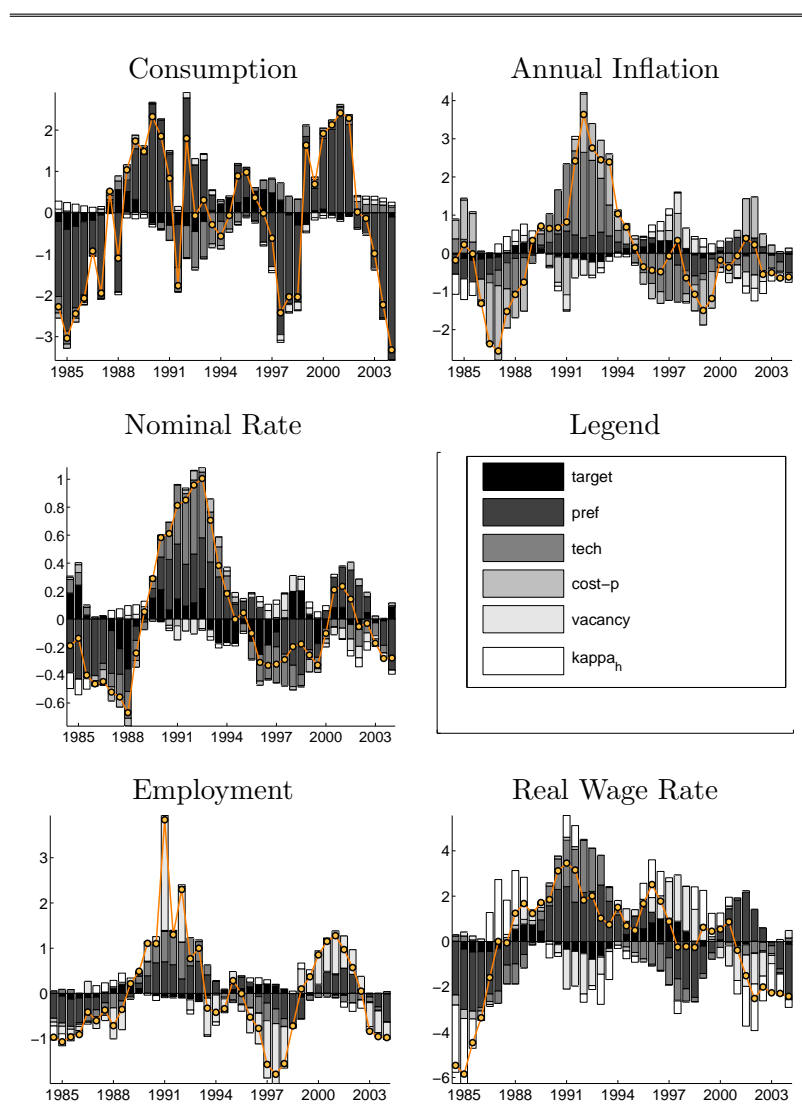 Consumption
2
1
0
−1
−2
−3
1985 1988 1991 1994 1997 2000 2003
Annual Inflation
4
2
0
−2
1985 1988 1991 1994 1997 2000 2003
Nominal Rate
1
0.8
0.6
0.4
0.2
0
−0.2
−0.4
−0.6
1985 1988 1991 1994 1997 2000 2003
Legend
target
pref
tech
cost−p
vacancy
kappa_h
Employment
3
2
1
0
−1
1985 1988 1991 1994 1997 2000 2003
Real Wage Rate
4
2
0
−2
−4
−6
1985 1988 1991 1994 1997 2000 2003